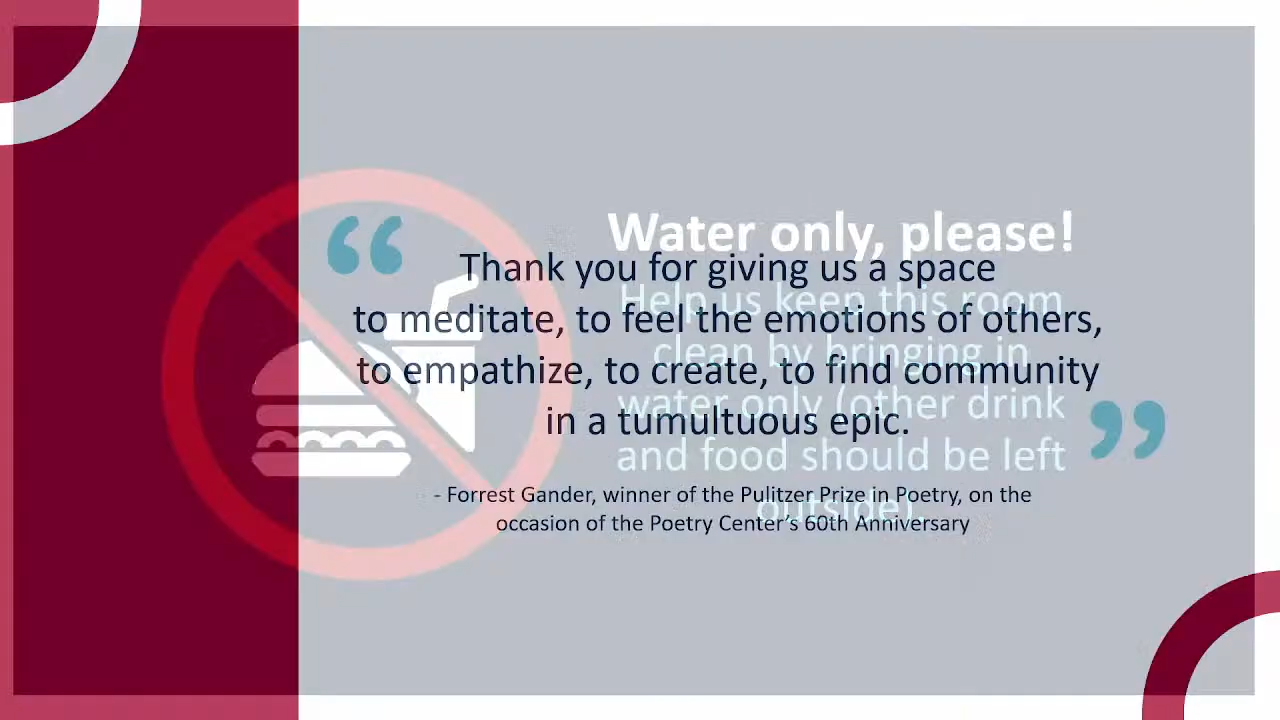 Water only, please!
Help us keep this room
clean by bringing in
water only (other drink
and food should be left
outside)
“
Thank you for giving us a space
to meditate, to feel the emotions of others,
to empathize, to create, to find community
in a tumultuous epic.
”
- Forrest Gander, winner of the Pulitzer Prize in Poetry, on the
occasion of the Poetry Center’s 60th Anniversary